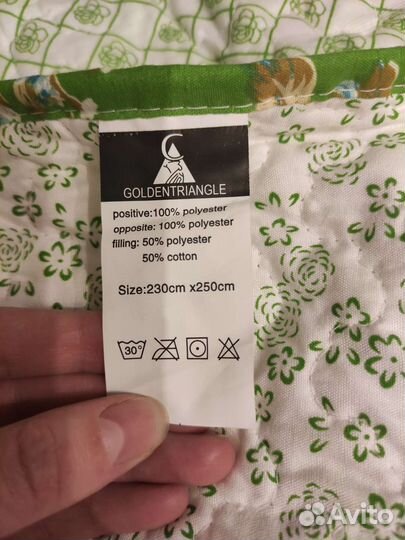 GOLDENTRIANGLE
positive:100% polyester
opposite: 100% polyester
filling: 50% polyester
50% cotton
Size:230cm x250cm
30°
Avito